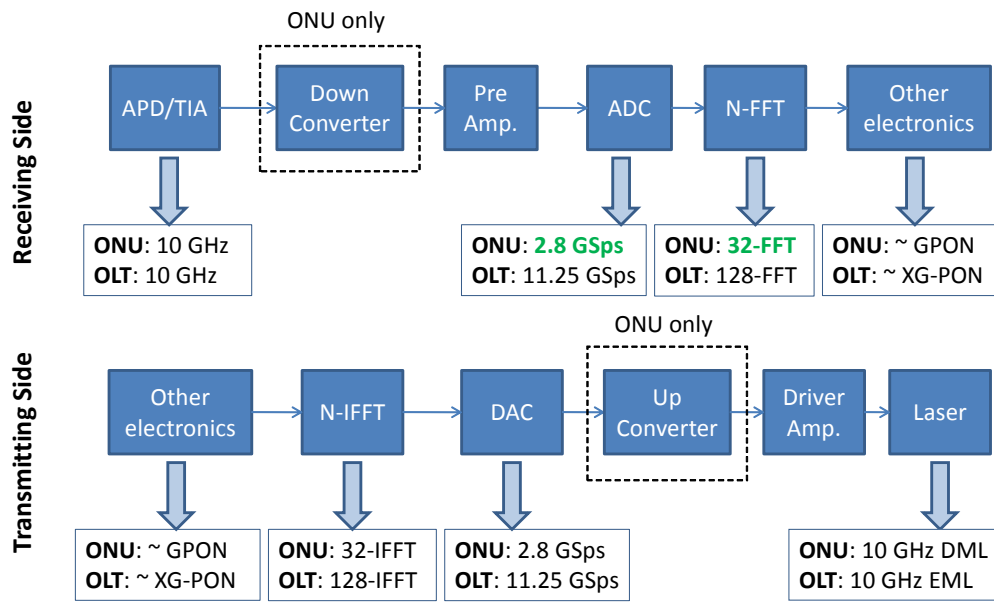 ONU only
Receiving Side
APD/TIA
Down
Converter
Pre
Amp.
ADC
N-FFT
Other
electronics
ONU: 10 GHz
OLT: 10 GHz
ONU: 2.8 GSps
OLT: 11.25 GSps
ONU: 32-FFT
OLT: 128-FFT
ONU: ~ GPON
OLT: ~ XG-PON
ONU only
Transmitting Side
Other
electronics
N-IFFT
DAC
Up
Converter
Driver
Amp.
Laser
ONU: ~ GPON
OLT: ~ XG-PON
ONU: 32-IFFT
OLT: 128-IFFT
ONU: 2.8 GSps
OLT: 11.25 GSps
ONU: 10 GHz DML
OLT: 10 GHz EML